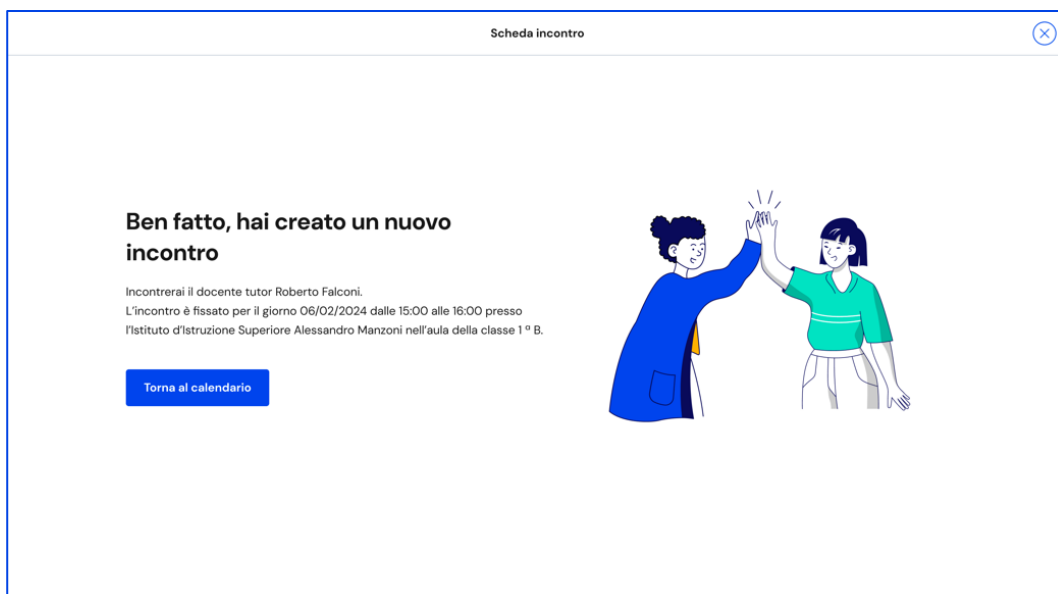 Scheda incontro
Ben fatto, hai creato un nuovo
incontro
Incontrerai il docente tutor Roberto Falconi.
L'incontro è fissato per il giorno 06/02/2024 dalle 15:00 alle 16:00 presso
l'Istituto d'Istruzione Superiore Alessandro Manzoni nell'aula della classe 1 ª B.
Torna al calendario